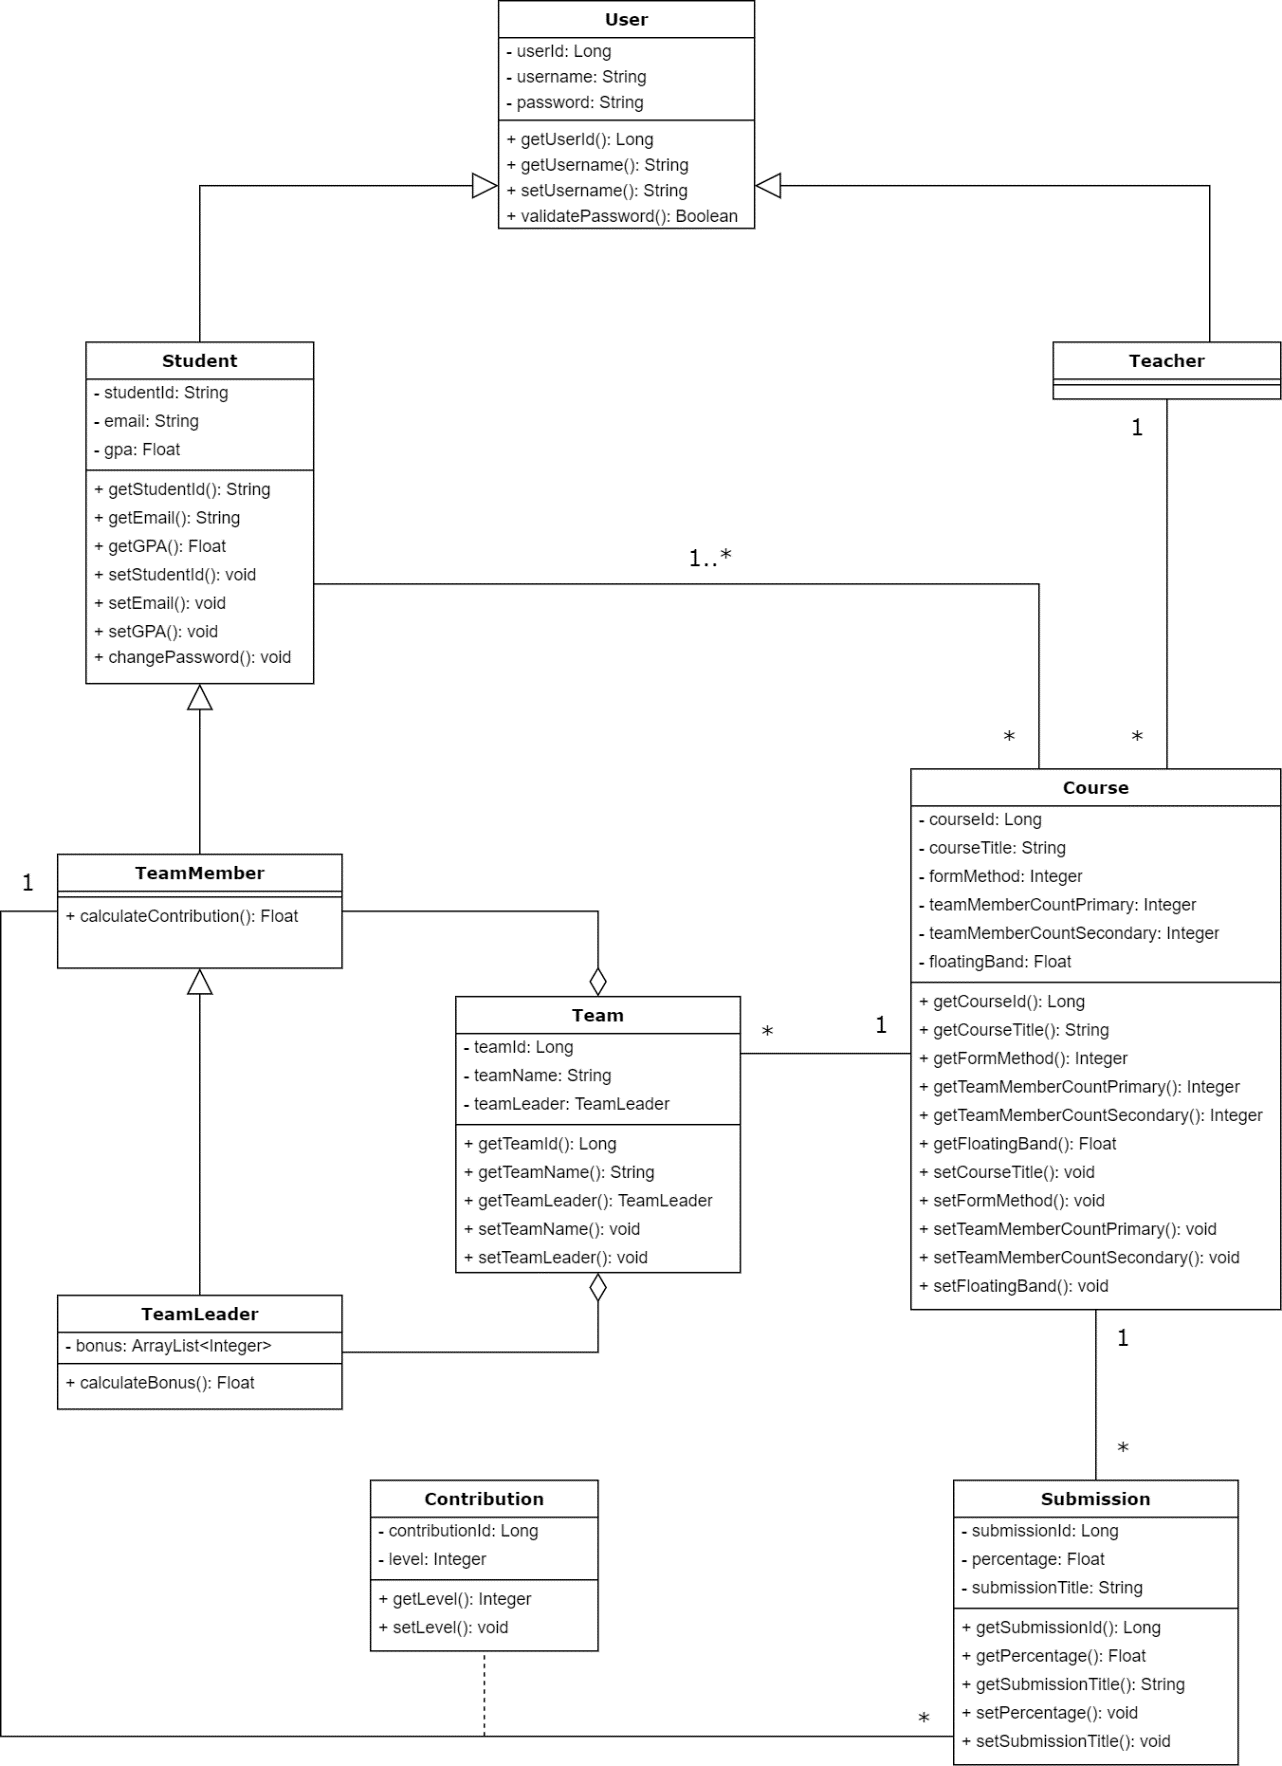 User
- userId: Long
- username: String
- password: String
+ getUserId(): Long
+ getUsername(): String
+ setUsername(): String
+ validatePassword(): Boolean
Student
- studentId: String
- email: String
- gpa: Float
+ getStudentId(): String
+ getEmail(): String
+ getGPA(): Float
+ setStudentId(): void
+ setEmail(): void
+ setGPA(): void
+ changePassword(): void
Teacher
1
1..*
*
*
Course
- courseId: Long
- courseTitle: String
- formMethod: Integer
- teamMemberCountPrimary: Integer
- teamMemberCountSecondary: Integer
- floatingBand: Float
+ getCourseId(): Long
+ getCourseTitle(): String
+ getFormMethod(): Integer
+ getTeamMemberCountPrimary(): Integer
+ getTeamMemberCountSecondary(): Integer
+ getFloatingBand(): Float
+ setCourseTitle(): void
+ setFormMethod(): void
+ setTeamMemberCountPrimary(): void
+ setTeamMemberCountSecondary(): void
+ setFloatingBand(): void
1
TeamMember
+ calculateContribution(): Float
Team
- teamId: Long
- teamName: String
- teamLeader: TeamLeader
+ getTeamId(): Long
+ getTeamName(): String
+ getTeamLeader(): TeamLeader
+ setTeamName(): void
+ setTeamLeader(): void
*
1
TeamLeader
- bonus: ArrayList<Integer>
+ calculateBonus(): Float
1
*
Contribution
- contributionId: Long
- level: Integer
+ getLevel(): Integer
+ setLevel(): void
Submission
- submissionId: Long
- percentage: Float
- submissionTitle: String
+ getSubmissionId(): Long
+ getPercentage(): Float
+ getSubmissionTitle(): String
+ setPercentage(): void
+ setSubmissionTitle(): void
*